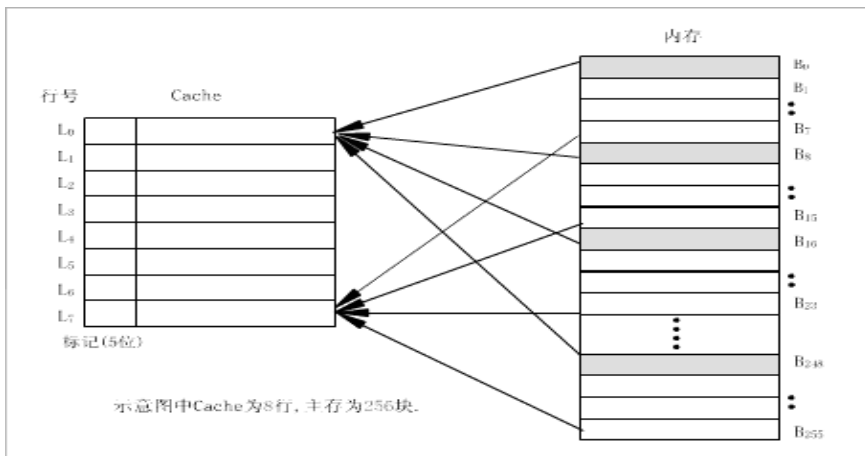 内存
行号 Cache
B₀
B₁
B₇
B₈
B₁₅
B₁₆
B₂₃
B₂₄₈
B₂₅₅
L₀
L₁
L₂
L₃
L₄
L₅
L₆
L₇
标记(5位)
示意图中Cache为8行,主存为256块.